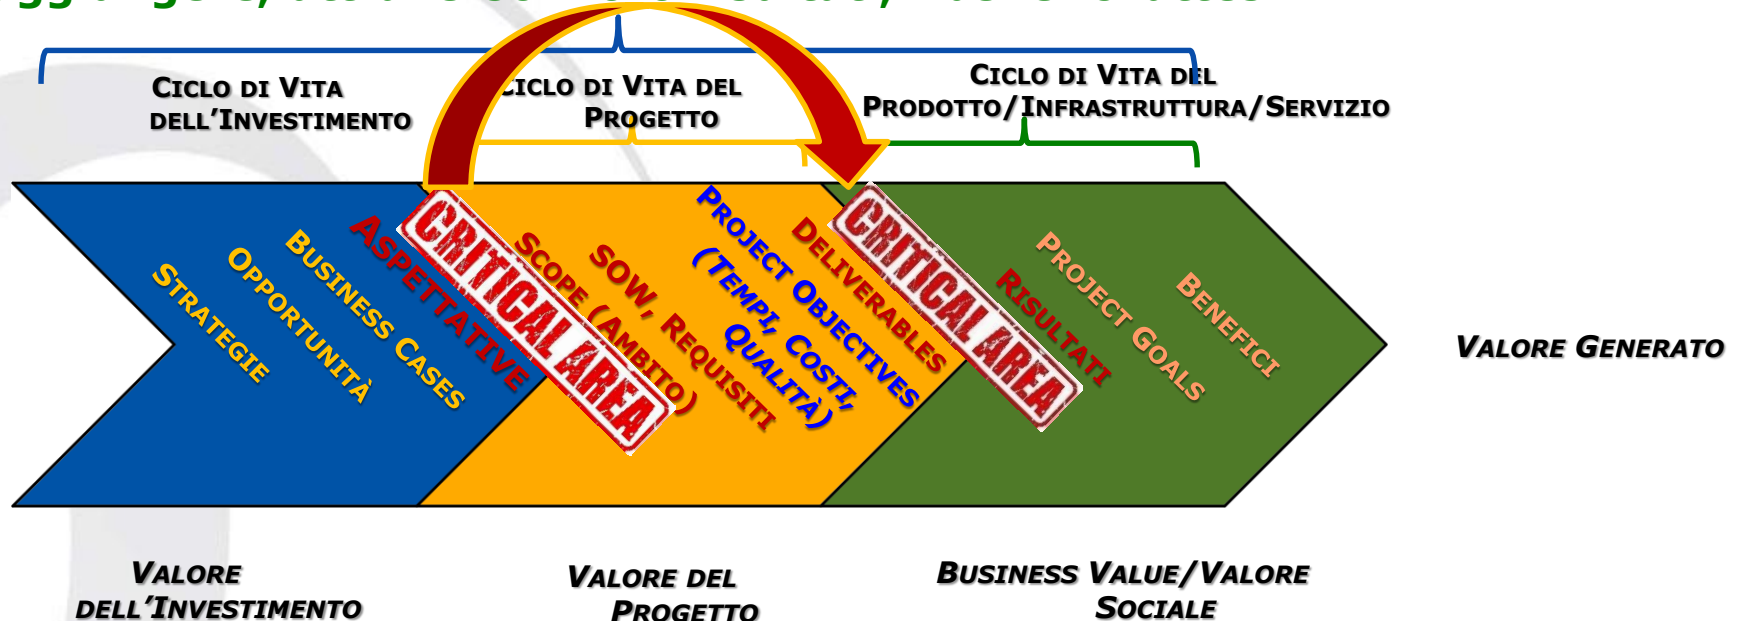 CICLO DI VITA
DELL'INVESTIMENTO
CICLO DI VITA DEL
PROGETTO
CICLO DI VITA DEL
PRODOTTO/INFRASTRUTTURA/SERVIZIO
STRATEGIE
OPPORTUNITÀ
BUSINESS CASES
ASPETTATIVE
CRITICAL AREA
SCOPE (AMBITO)
SOW, REQUISITI
PROJECT OBJECTIVES
(TEMPI, COSTI,
QUALITÀ)
DELIVERABLES
CRITICAL AREA
RISULTATI
PROJECT GOALS
BENEFICI
VALORE GENERATO
VALORE
DELL'INVESTIMENTO
VALORE DEL
PROGETTO
BUSINESS VALUE/VALORE
SOCIALE